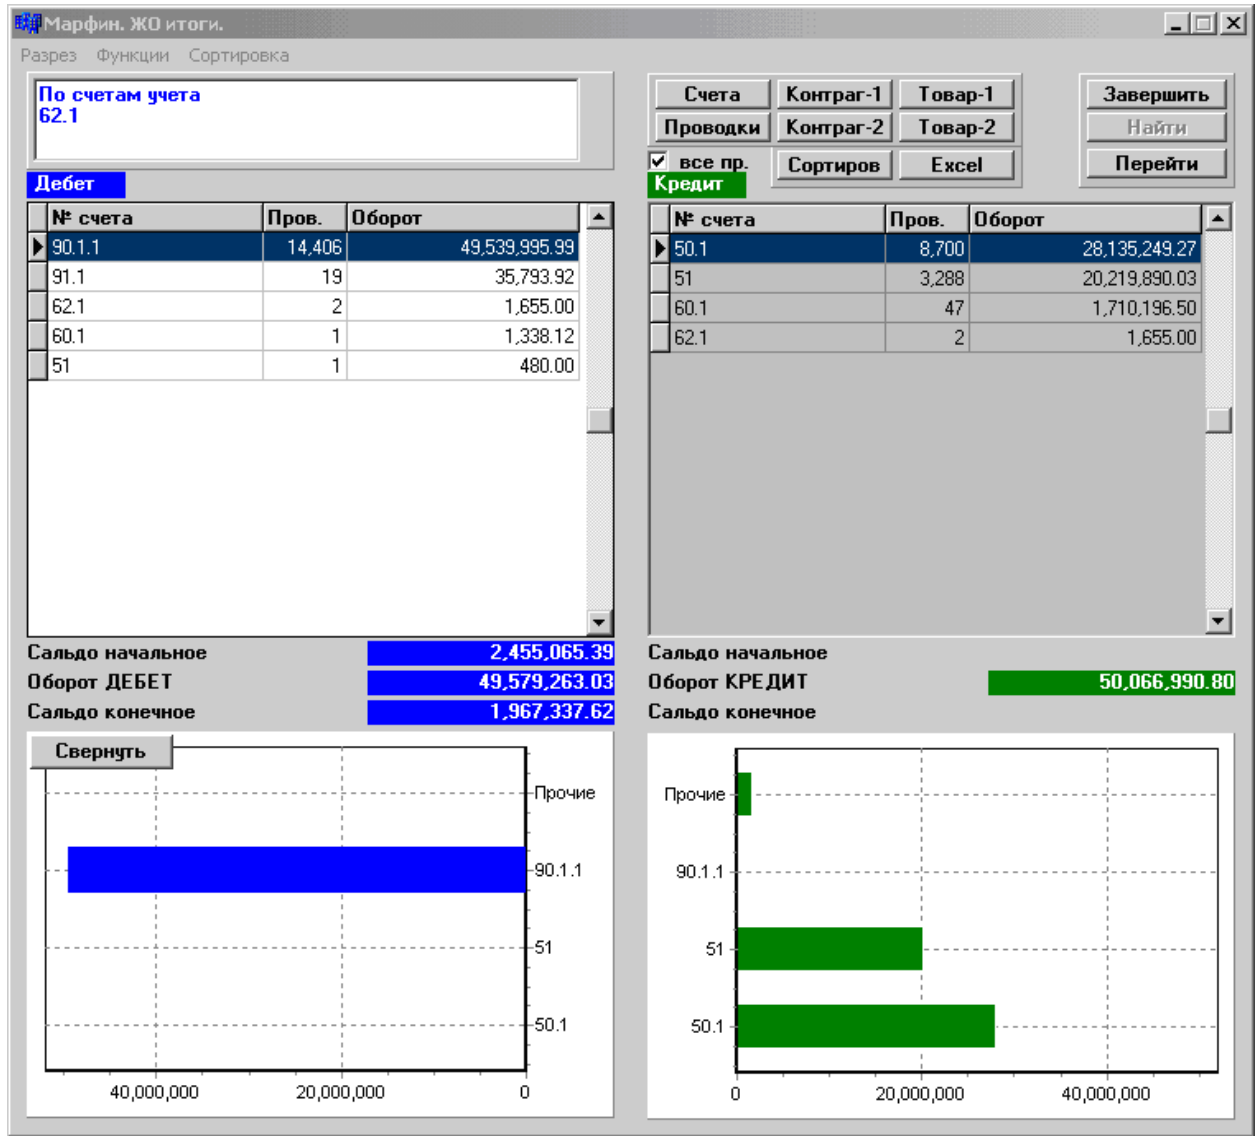 Марфин. ЖО итоги.
Разрез Функции Сортировка
По счетам учета
62.1
Счета Контраг-1 Товар-1
Проводки Контраг-2 Товар-2
все пр. Сортиров Excel
Завершить
Найти
Перейти
Дебет
№ счета Пров. Оборот
90.1.1 14,406 49,539,995.99
91.1 19 35,793.92
62.1 2 1,655.00
60.1 1 1,338.12
51 1 480.00
Кредит
№ счета Пров. Оборот
50.1 8,700 28,135,249.27
51 3,288 20,219,890.03
60.1 47 1,710,196.50
62.1 2 1,655.00
Сальдо начальное 2,455,065.39
Оборот ДЕБЕТ 49,579,263.03
Сальдо конечное 1,967,337.62
Сальдо начальное
Оборот КРЕДИТ 50,066,990.80
Сальдо конечное
Свернуть
Прочие
90.1.1
51
50.1
40,000,000 20,000,000 0
Прочие
90.1.1
51
50.1
0 20,000,000 40,000,000